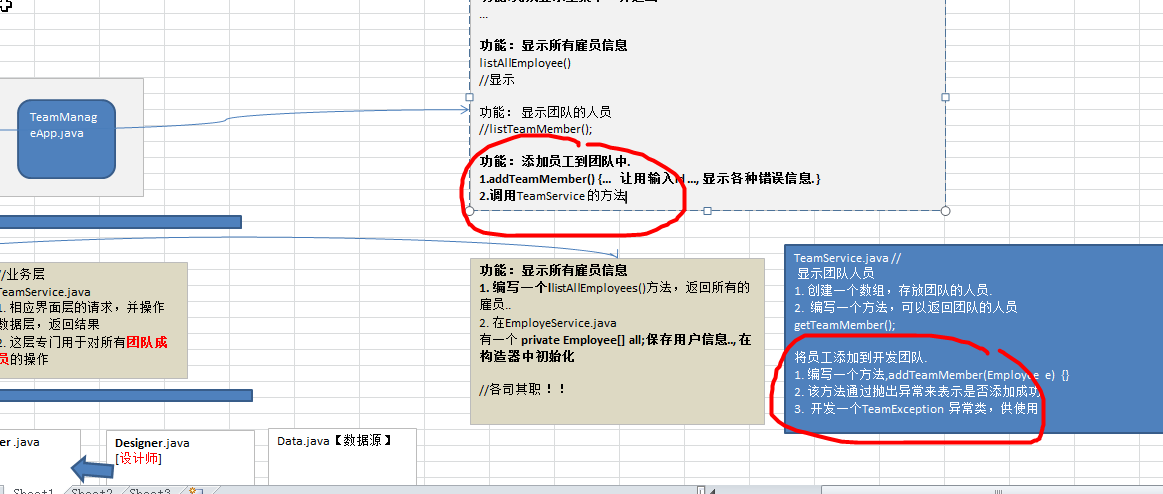 ...
功能：显示所有雇员信息
listAllEmployee()
//显示
功能： 显示团队的人员
//listTeamMember();
功能：添加员工到团队中.
1.addTeamMember() {... 让用输入id ..., 显示各种错误信息. }
2.调用TeamService 的方法
TeamManag
eApp.java
//业务层
TeamService.java
1. 相应界面层的请求，并操作
数据层，返回结果
2. 这层专门用于对所有团队成
员的操作
功能：显示所有雇员信息
1. 编写一个listAllEmployees()方法，返回所有的
雇员..
2. 在EmployeService.java
有一个 private Employee[] all;保存用户信息.., 在
构造器中初始化
//各司其职！！
TeamService.java //
显示团队人员
1. 创建一个数组，存放团队的人员.
2. 编写一个方法，可以返回团队的人员
getTeamMember();
将员工添加到开发团队.
1. 编写一个方法,addTeamMember(Employee e) {}
2. 该方法通过抛出异常来表示是否添加成功
3. 开发一个TeamException 异常类，供使用
er .java
Designer.java
[设计师]
Data.java【数据源】
Sheet1
Sheet2
Sheet3